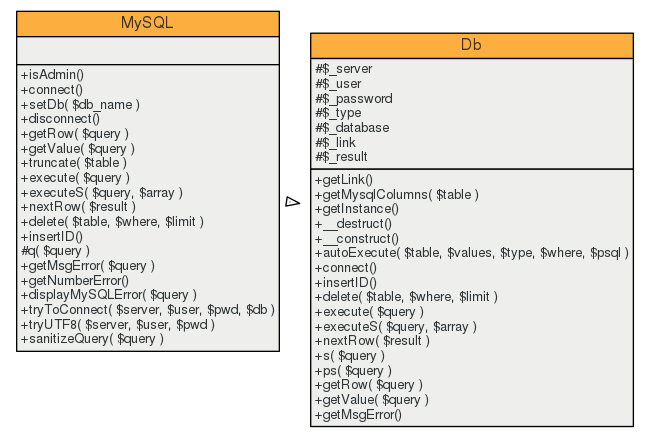 MySQL
+isAdmin()
+connect()
+setDb( $db_name )
+disconnect()
+getRow( $query )
+getValue( $query )
+truncate( $table )
+execute( $query )
+executeS( $query, $array )
+nextRow( $result )
+delete( $table, $where, $limit )
+insertID()
#q( $query )
+getMsgError( $query )
+getNumberError()
+displayMySQLError( $query )
+tryToConnect( $server, $user, $pwd, $db )
+tryUTF8( $server, $user, $pwd )
+sanitizeQuery( $query )
Db
#$_server
#$_user
#$_password
#$_type
#$_database
#$_link
#$_result
+getLink()
+getMysqlColumns( $table )
+getInstance()
+__destruct()
+__construct()
+autoExecute( $table, $values, $type, $where, $psql )
+connect()
+insertID()
+delete( $table, $where, $limit )
+execute( $query )
+executeS( $query, $array )
+nextRow( $result )
+s( $query )
+ps( $query )
+getRow( $query )
+getValue( $query )
+getMsgError()